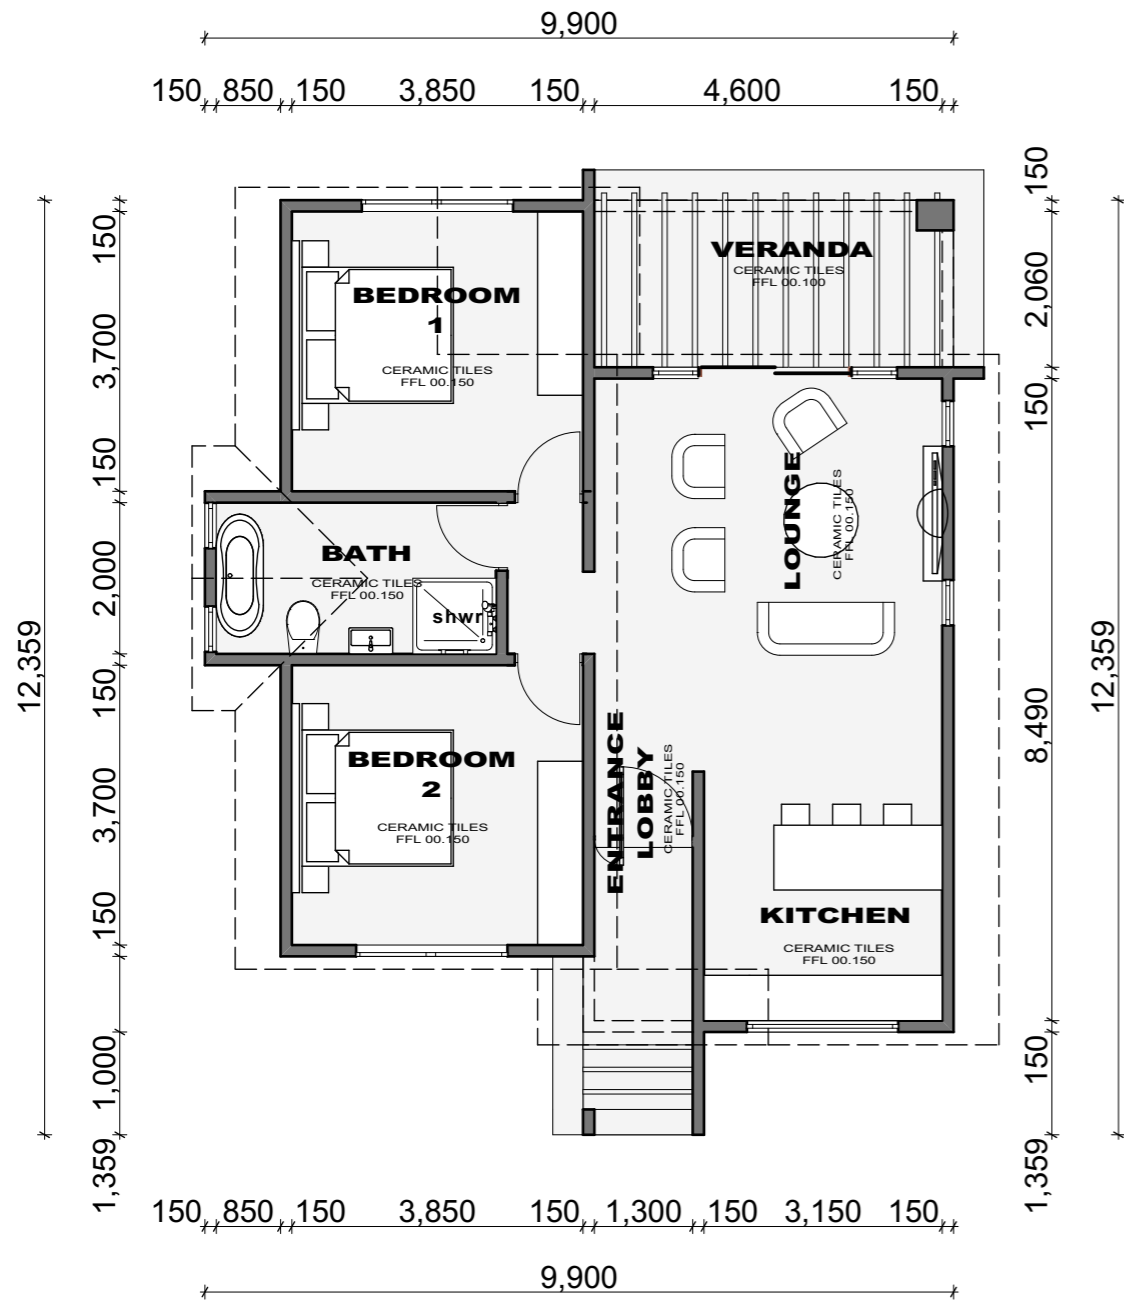 9,900
150 850 150 3,850 150 4,600 150
150
150
VERANDA
CERAMIC TILES
FFL 00.100
2,060
BEDROOM
1
CERAMIC TILES
FFL 00.150
3,700
150
150
LOUNGE
CERAMIC TILES
FFL 00.150
BATH
CERAMIC TILES
FFL 00.150
shwr
2,000
12,359
12,359
150
8,490
BEDROOM
2
CERAMIC TILES
FFL 00.150
3,700
ENTRANCE
LOBBY
CERAMIC TILES
FFL 00.150
KITCHEN
CERAMIC TILES
FFL 00.150
150
1,000
150
1,359
1,359
150 850 150 3,850 150 1,300 150 3,150 150
9,900